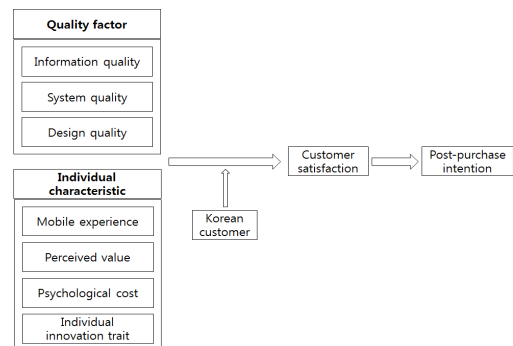 Quality factor
Information quality
System quality
Design quality
Individual
characteristic
Mobile experience
Perceived value
Psychological cost
Individual
innovation trait
Korean
customer
Customer
satisfaction
Post-purchase
intention